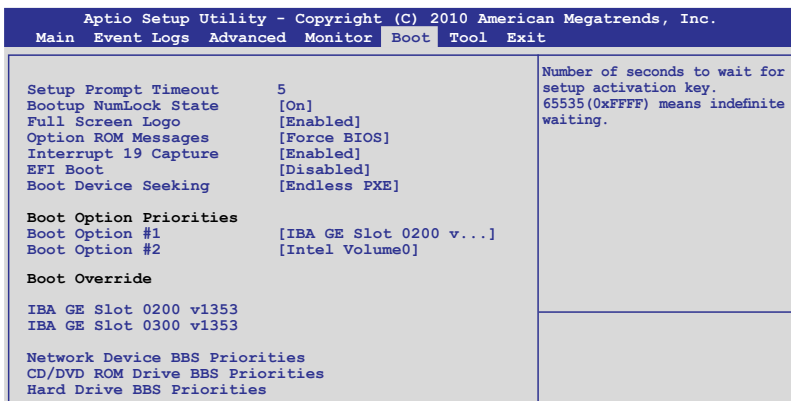 Aptio Setup Utility - Copyright (C) 2010 American Megatrends, Inc.
Main Event Logs Advanced Monitor Boot Tool Exit
Setup Prompt Timeout 5
Bootup NumLock State [On]
Full Screen Logo [Enabled]
Option ROM Messages [Force BIOS]
Interrupt 19 Capture [Enabled]
EFI Boot [Disabled]
Boot Device Seeking [Endless PXE]
Boot Option Priorities
Boot Option #1 [IBA GE Slot 0200 v...]
Boot Option #2 [Intel Volume0]
Boot Override
IBA GE Slot 0200 v1353
IBA GE Slot 0300 v1353
Network Device BBS Priorities
CD/DVD ROM Drive BBS Priorities
Hard Drive BBS Priorities
Number of seconds to wait for
setup activation key.
65535(0xFFFF) means indefinite
waiting.